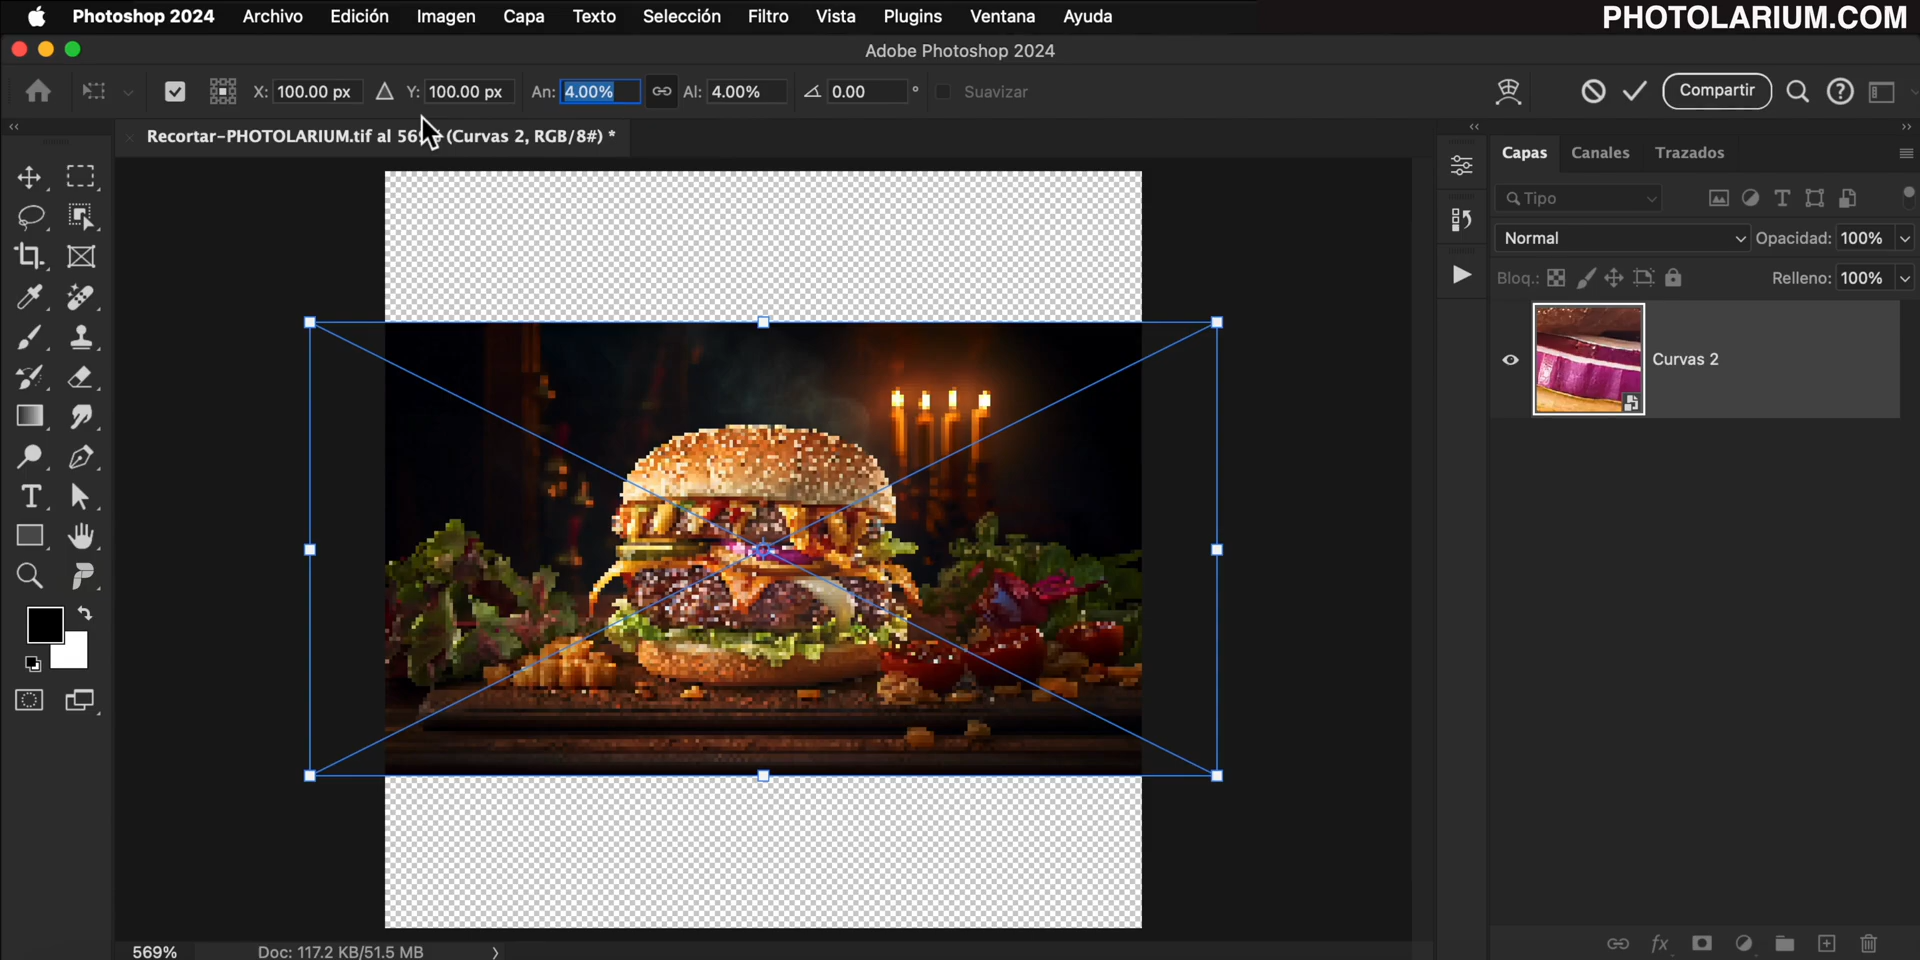 Photoshop 2024 Archivo Edición Imagen Capa Texto Selección Filtro Vista Plugins Ventana Ayuda
PHOTOLARIUM.COM
Adobe Photoshop 2024
X: 100.00 px Y: 100.00 px An: 4.00% Al: 4.00% 0.00 ° Suavizar Compartir
Recortar-PHOTOLARIUM.tif al 569% (Curvas 2, RGB/8#) *
Capas Canales Trazados
Tipo
Normal Opacidad: 100%
Bloq.: Relleno: 100%
Curvas 2
569% Doc: 117.2 KB/51.5 MB